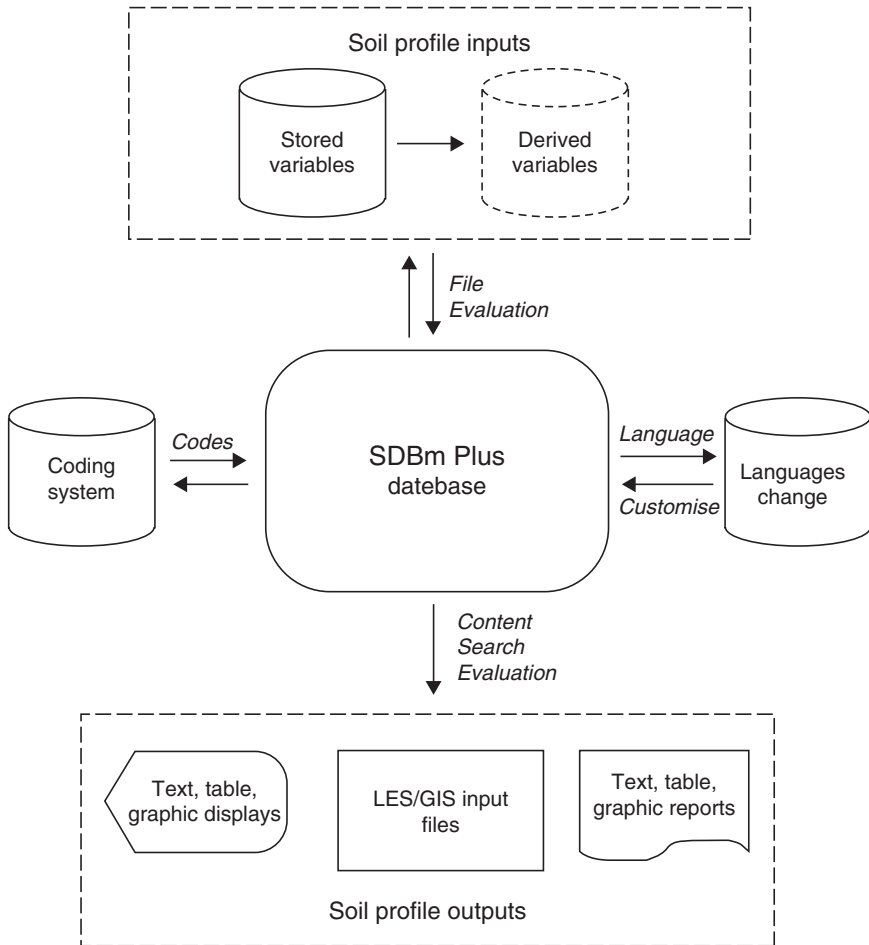 Soil profile inputs
Stored
variables
Derived
variables
File
Evaluation
Coding
system
Codes
SDBm Plus
datebase
Language
Customise
Languages
change
Content
Search
Evaluation
Text, table,
graphic displays
LES/GIS input
files
Text, table,
graphic reports
Soil profile outputs